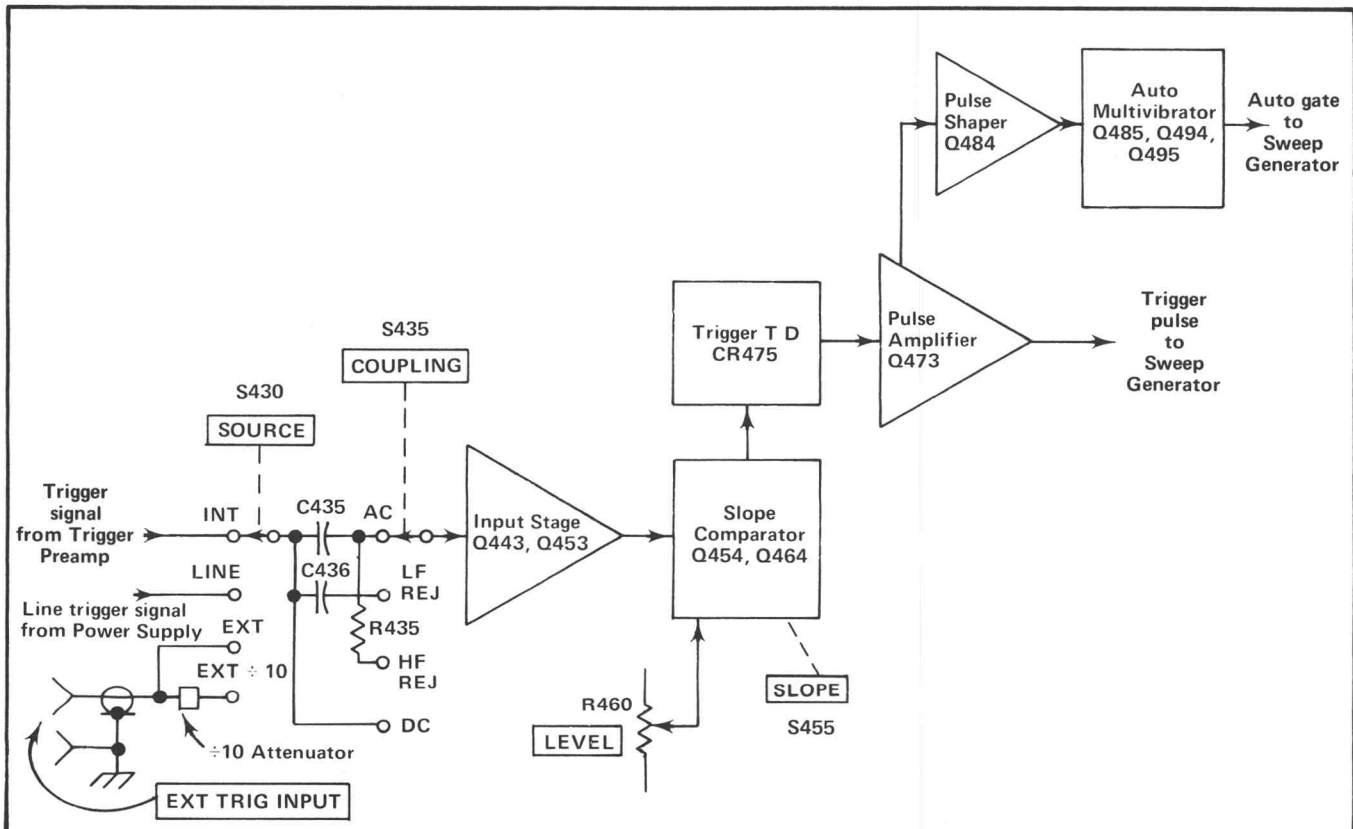 Pulse
Shaper
Q484
Auto
Multivibrator
Q485, Q494,
Q495
Auto gate
to
Sweep
Generator
Trigger T D
CR475
Pulse
Amplifier
Q473
Trigger
pulse
to
Sweep
Generator
S435
COUPLING
S430
SOURCE
Trigger
signal
from Trigger
Preamp
INT
C435
AC
Input Stage
Q443, Q453
Slope
Comparator
Q454, Q464
LINE
C436
LF
REJ
Line trigger signal
from Power Supply
EXT
R435
EXT ÷ 10
HF
REJ
DC
÷10 Attenuator
EXT TRIG INPUT
R460
LEVEL
SLOPE
S455